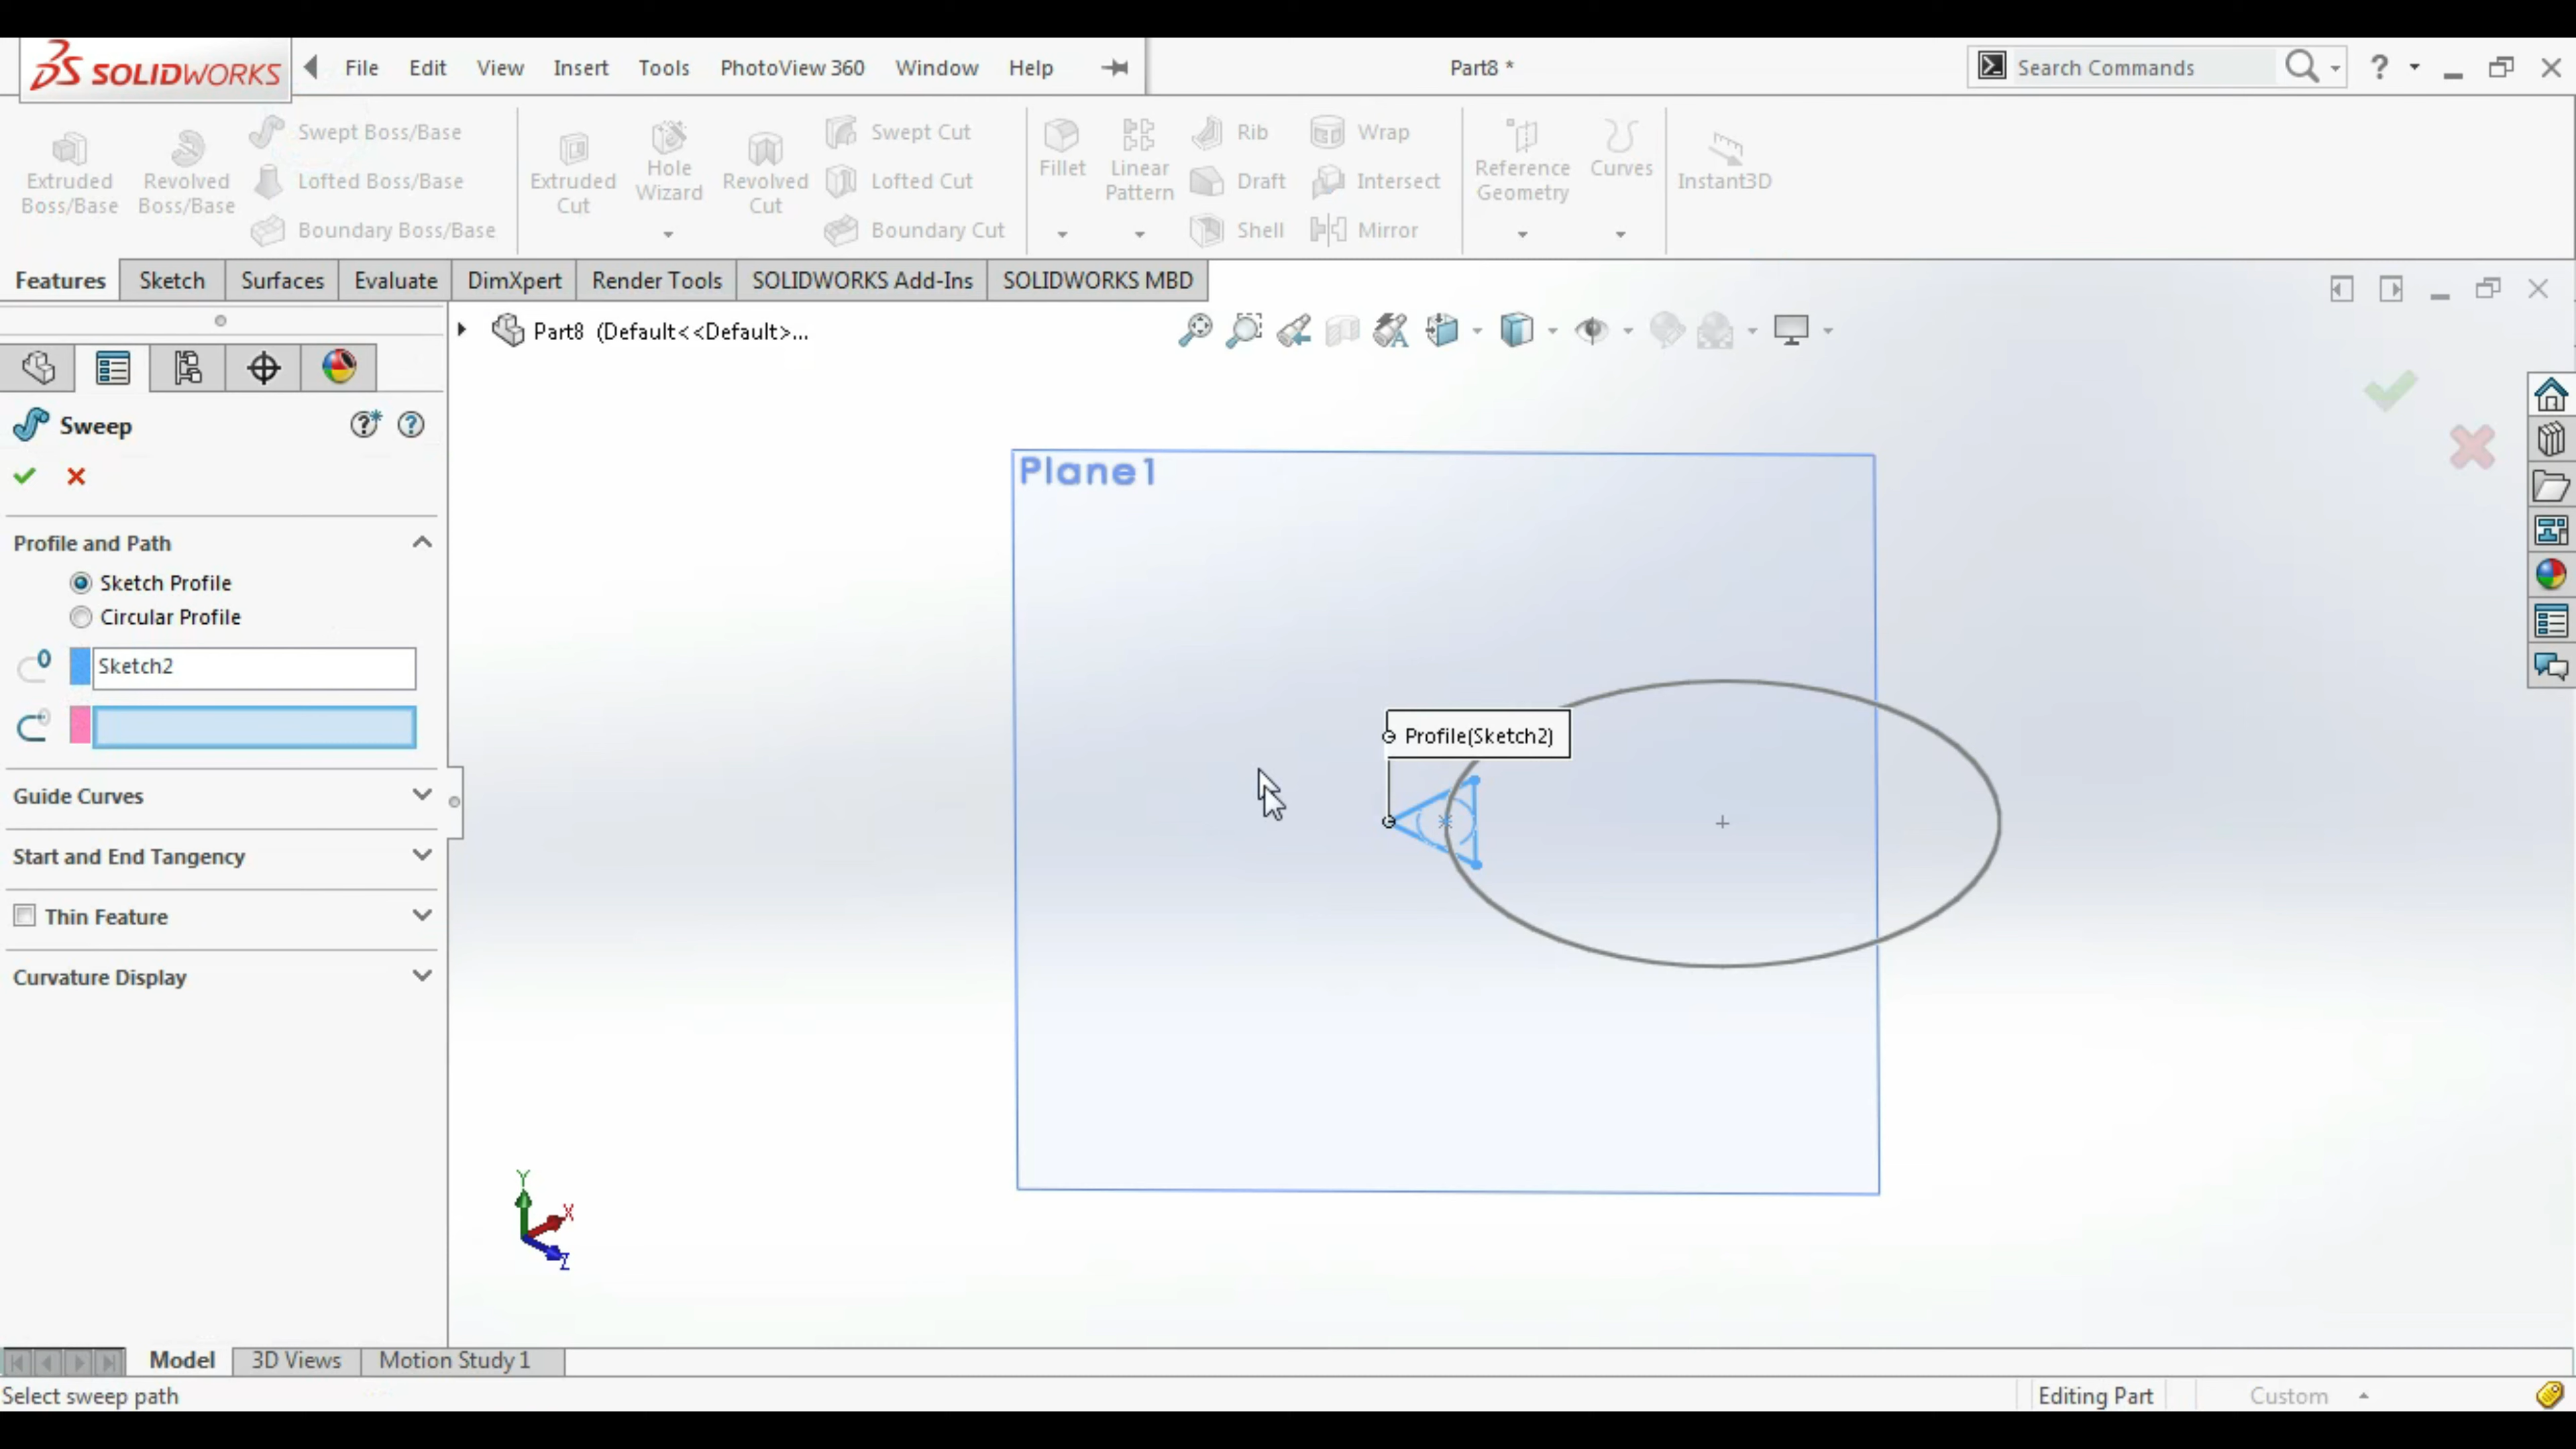 SOLIDWORKS File Edit View Insert Tools PhotoView 360 Window Help Part8 * Search Commands ?
Extruded Boss/Base
Revolved Boss/Base
Swept Boss/Base
Lofted Boss/Base
Boundary Boss/Base
Extruded Cut
Hole Wizard
Revolved Cut
Swept Cut
Lofted Cut
Boundary Cut
Fillet
Linear Pattern
Rib
Draft
Shell
Wrap
Intersect
Mirror
Reference Geometry
Curves
Instant3D
Features Sketch Surfaces Evaluate DimXpert Render Tools SOLIDWORKS Add-Ins SOLIDWORKS MBD
Part8 (Default<<Default>...
Sweep
Profile and Path
Sketch Profile
Circular Profile
Sketch2
Guide Curves
Start and End Tangency
Thin Feature
Curvature Display
Plane1
Profile(Sketch2)
Y
X
Z
Model 3D Views Motion Study 1
Select sweep path Editing Part Custom